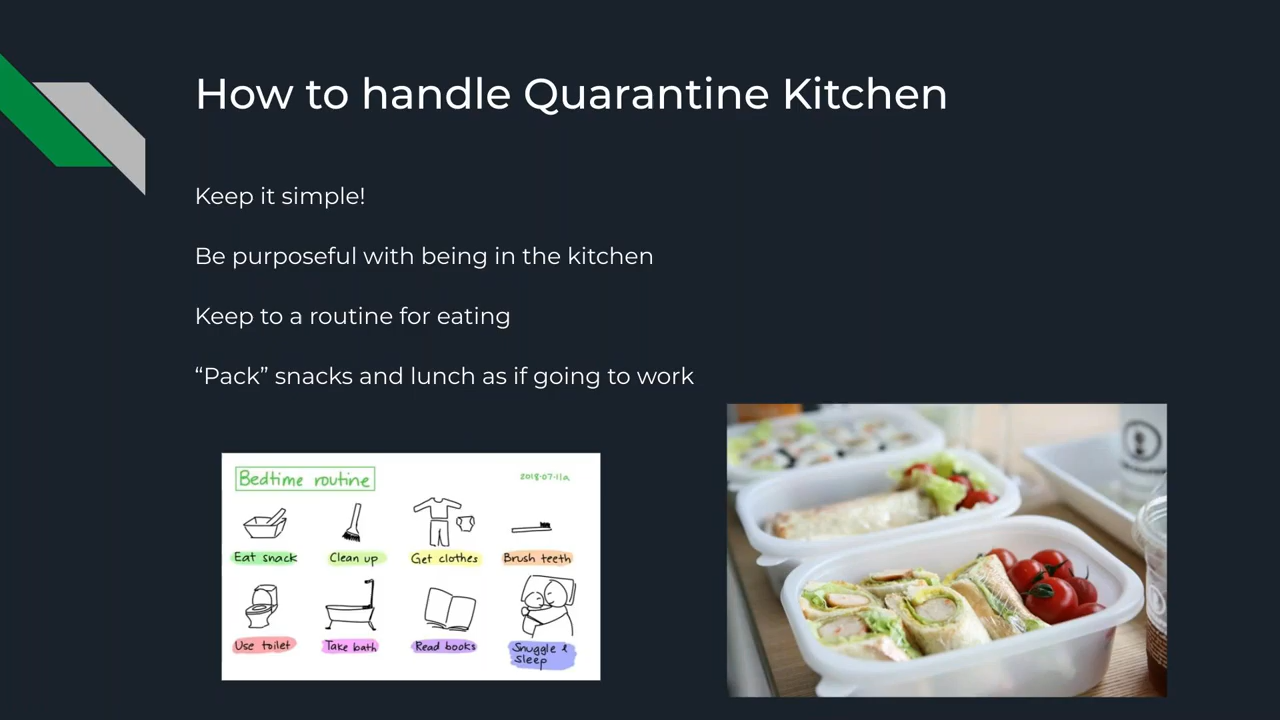 How to handle Quarantine Kitchen
Keep it simple!
Be purposeful with being in the kitchen
Keep to a routine for eating
“Pack” snacks and lunch as if going to work
Bedtime routine
2018-07-11a
Eat snack
Clean up
Get clothes
Brush teeth
Use toilet
Take bath
Read books
Snuggle &
sleep